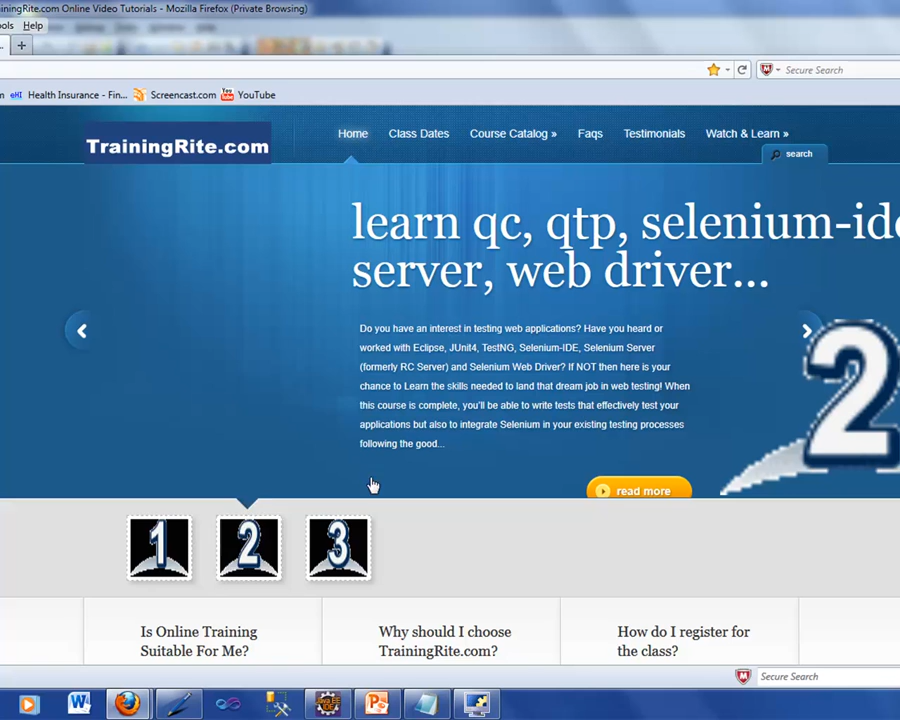 iningRite.com Online Video Tutorials - Mozilla Firefox (Private Browsing)
ols Help
Secure Search
m eHI Health Insurance - Fin... Screencast.com You Tube YouTube
TrainingRite.com
Home Class Dates Course Catalog » Faqs Testimonials Watch & Learn »
search
learn qc, qtp, selenium-ide
server, web driver...
Do you have an interest in testing web applications? Have you heard or
worked with Eclipse, JUnit4, TestNG, Selenium-IDE, Selenium Server
(formerly RC Server) and Selenium Web Driver? If NOT then here is your
chance to Learn the skills needed to land that dream job in web testing! When
this course is complete, you'll be able to write tests that effectively test your
applications but also to integrate Selenium in your existing testing processes
following the good...
2
read more
1 2 3
Is Online Training
Suitable For Me?
Why should I choose
TrainingRite.com?
How do I register for
the class?
Secure Search
W
Java EE
IDE
P